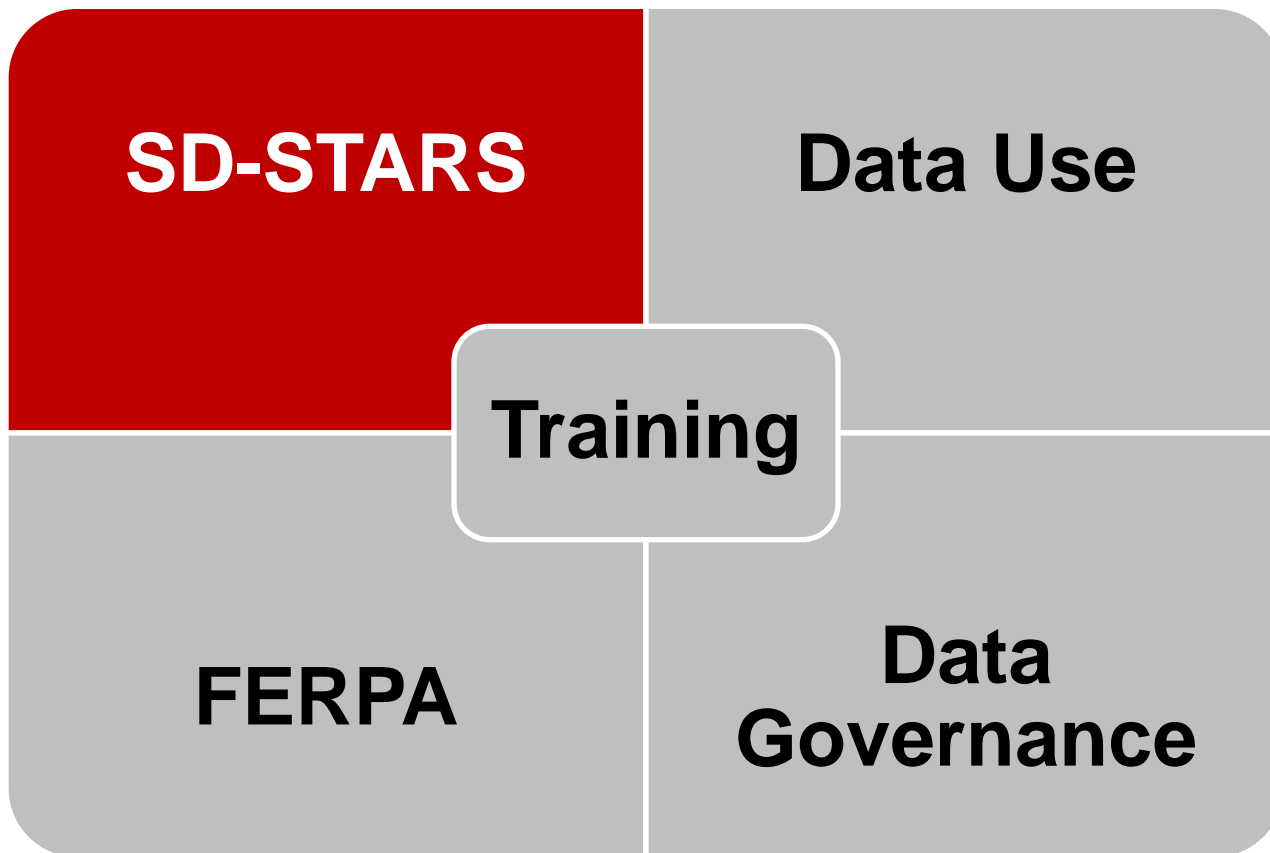 SD-STARS
Data Use
Training
FERPA
Data
Governance